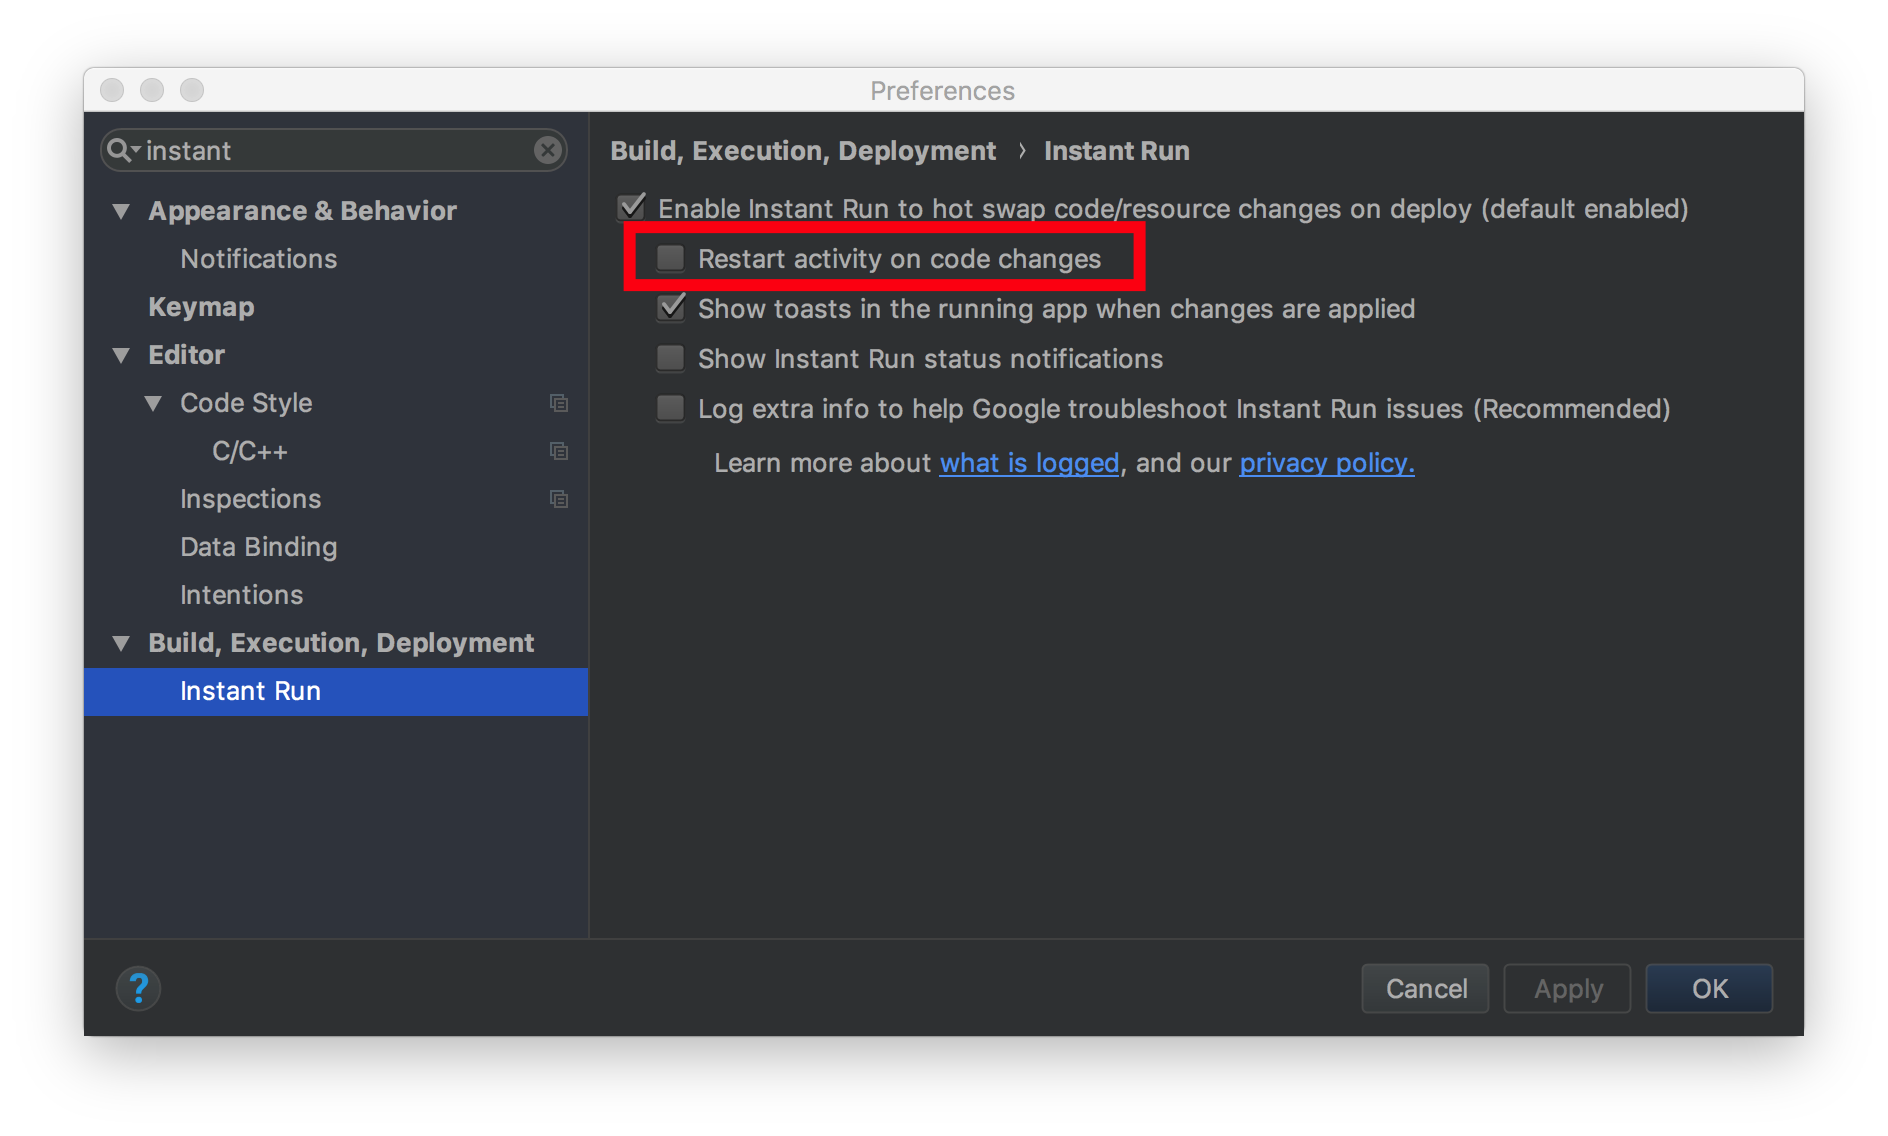 Preferences
instant
Appearance & Behavior
Notifications
Keymap
Editor
Code Style
C/C++
Inspections
Data Binding
Intentions
Build, Execution, Deployment
Instant Run
Build, Execution, Deployment › Instant Run
Enable Instant Run to hot swap code/resource changes on deploy (default enabled)
Restart activity on code changes
Show toasts in the running app when changes are applied
Show Instant Run status notifications
Log extra info to help Google troubleshoot Instant Run issues (Recommended)
Learn more about what is logged, and our privacy policy.
?
Cancel
Apply
OK